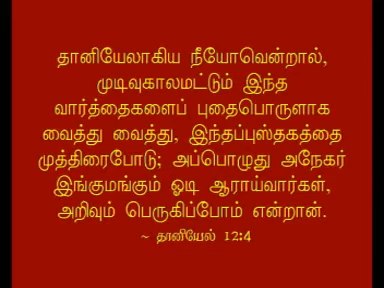 தானியேலாகிய நீயோவென்றால்,
முடிவுகாலமட்டும் இந்த
வார்த்தைகளைப் புதைபொருளாக
வைத்து வைத்து, இந்தப்புஸ்தகத்தை
முத்திரைபோடு; அப்பொழுது அநேகர்
இங்குமங்கும் ஓடி ஆராய்வார்கள்,
அறிவும் பெருகிப்போம் என்றான்.
~ தானியேல் 12:4